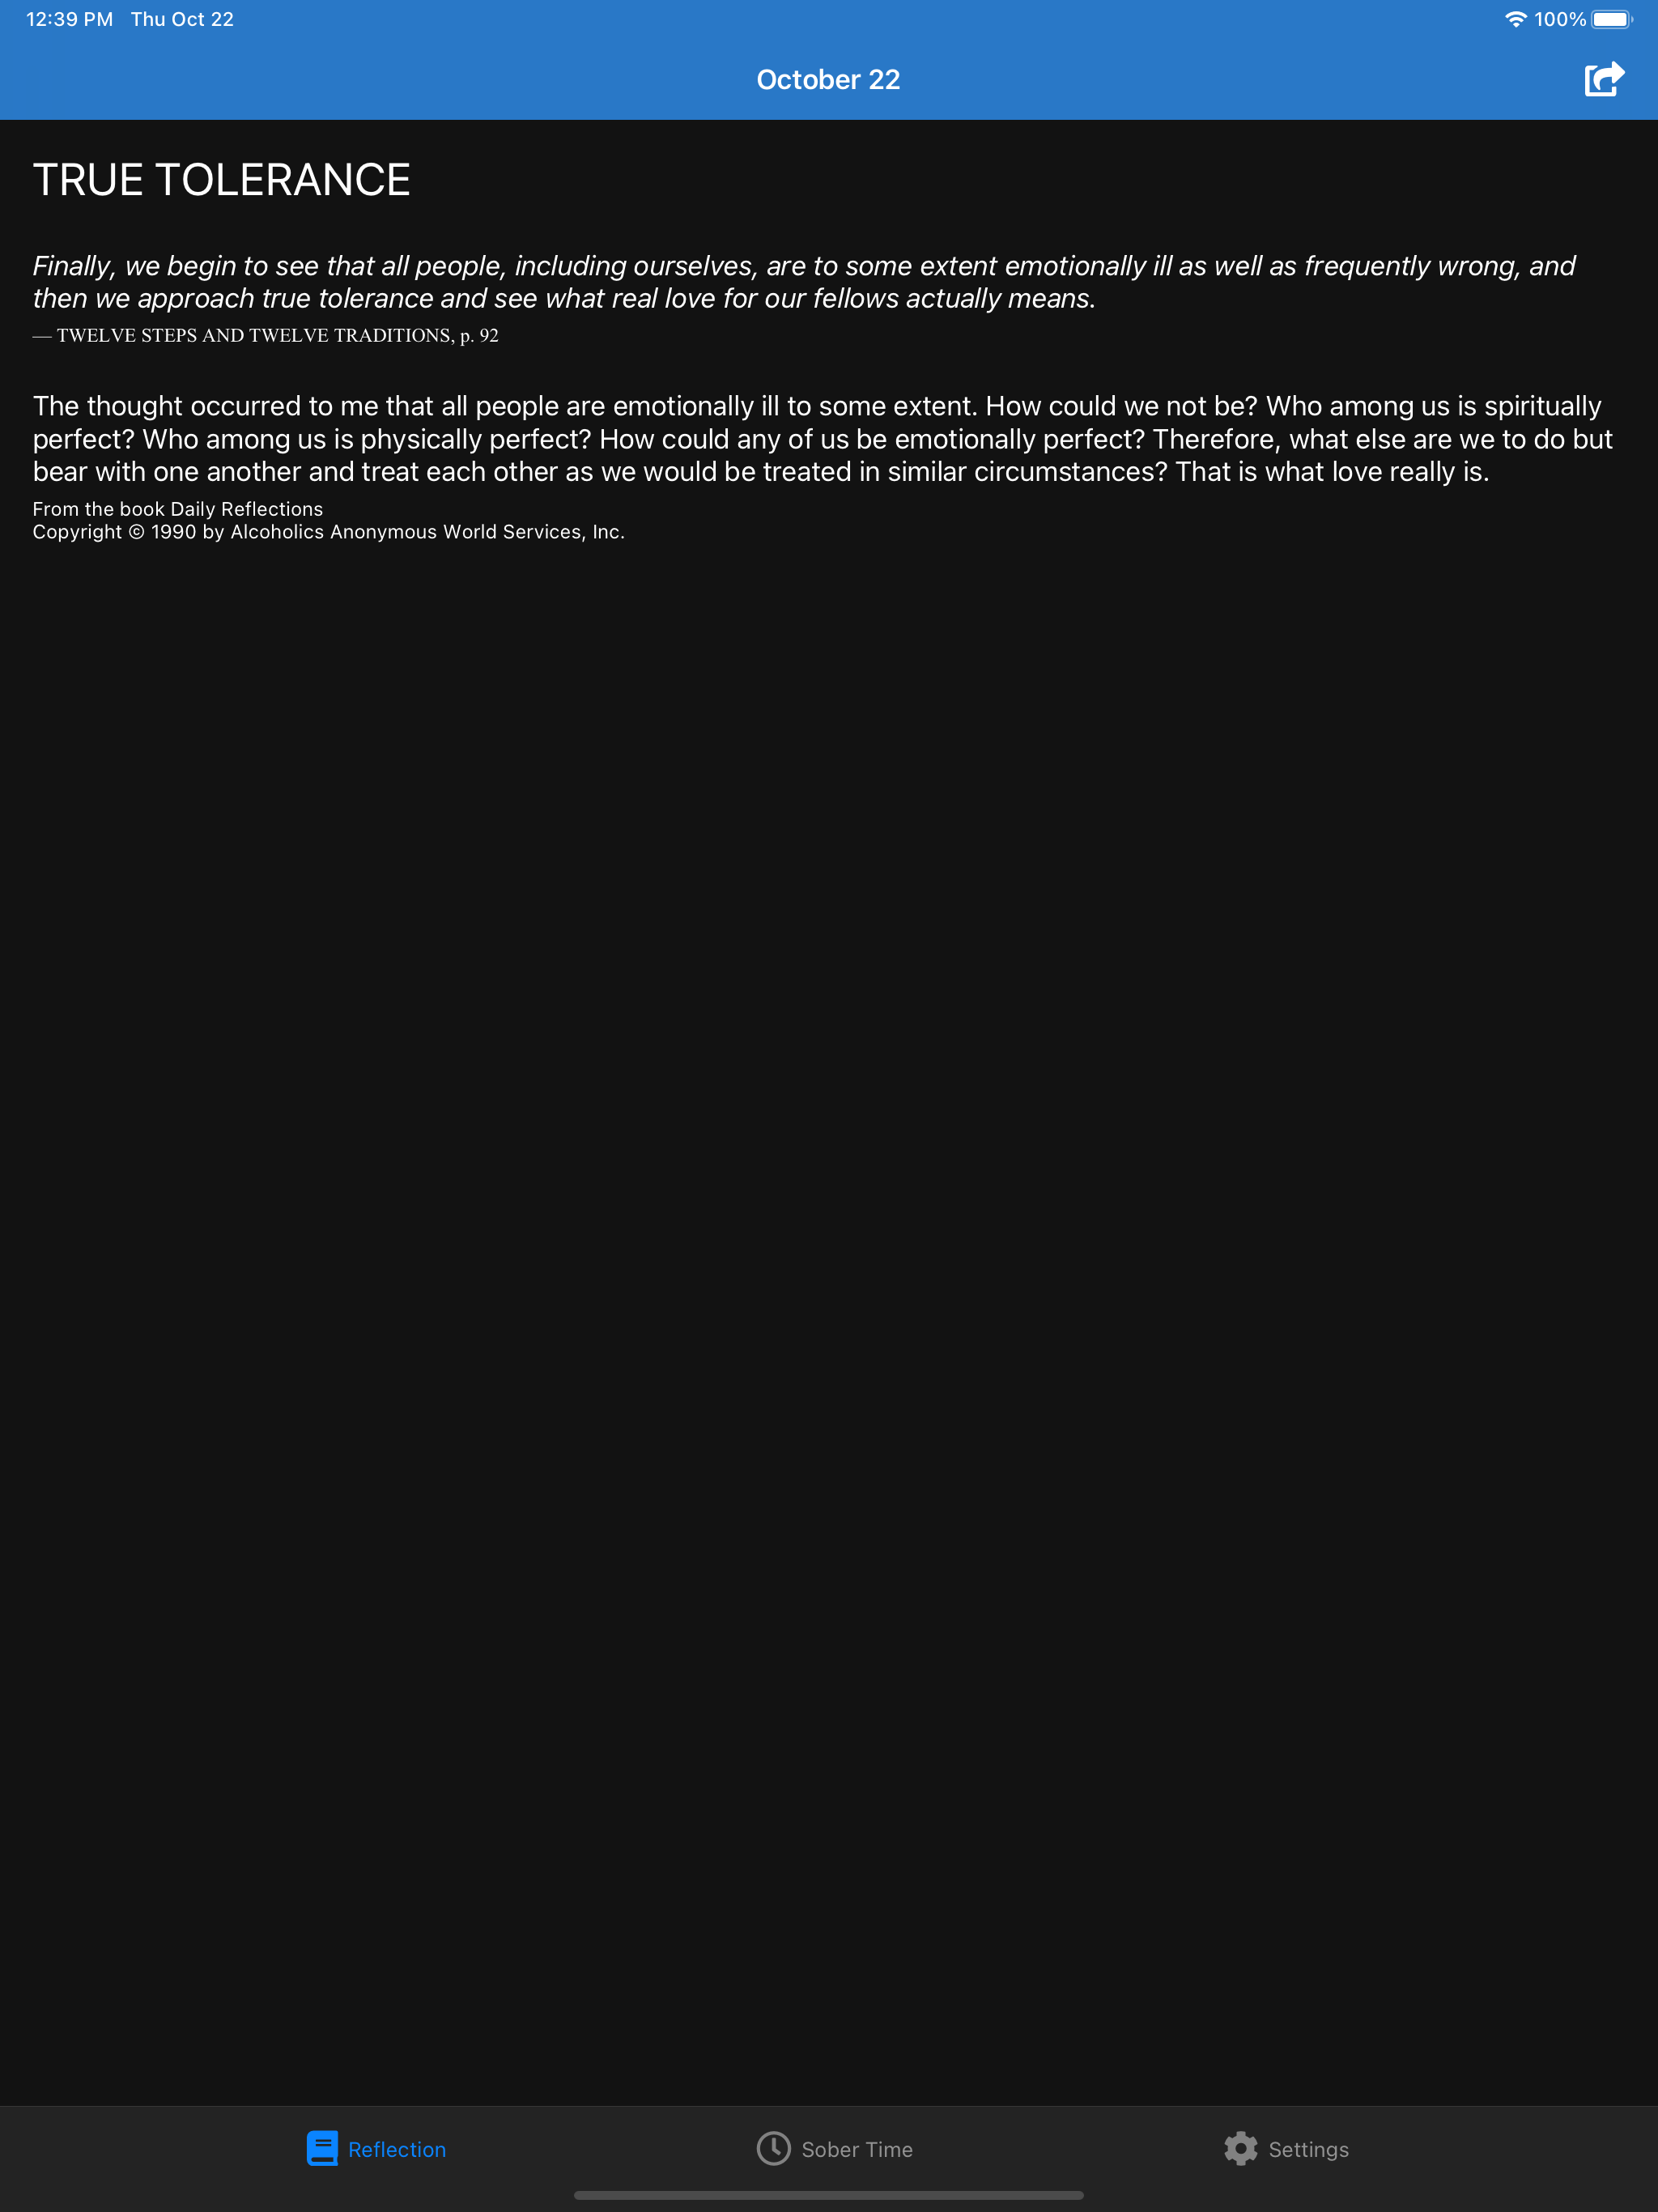 12:39 PM Thu Oct 22
100%
October 22
TRUE TOLERANCE
Finally, we begin to see that all people, including ourselves, are to some extent emotionally ill as well as frequently wrong, and
then we approach true tolerance and see what real love for our fellows actually means.
— TWELVE STEPS AND TWELVE TRADITIONS, p. 92
The thought occurred to me that all people are emotionally ill to some extent. How could we not be? Who among us is spiritually
perfect? Who among us is physically perfect? How could any of us be emotionally perfect? Therefore, what else are we to do but
bear with one another and treat each other as we would be treated in similar circumstances? That is what love really is.
From the book Daily Reflections
Copyright © 1990 by Alcoholics Anonymous World Services, Inc.
Reflection
Sober Time
Settings